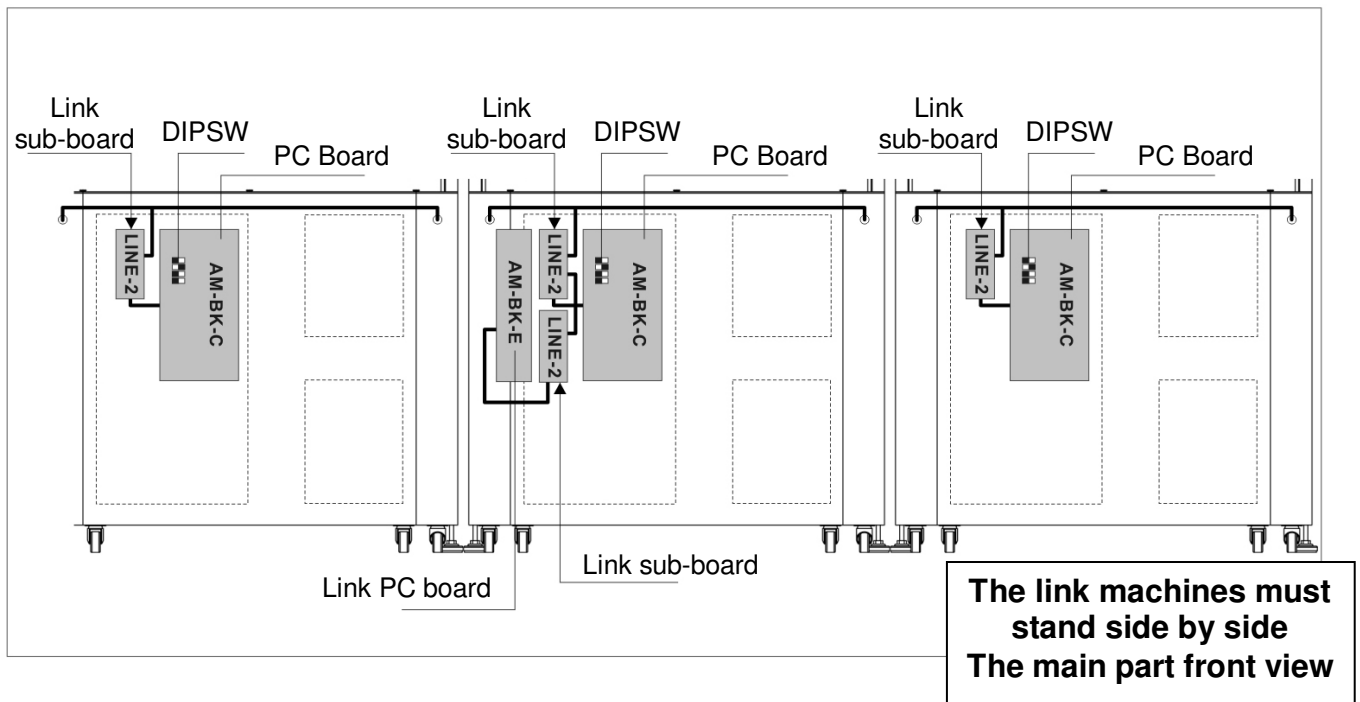 Link
sub-board
DIPSW
PC Board
Link
sub-board
DIPSW
PC Board
Link
sub-board
DIPSW
PC Board
LINE-2
AM-BK-C
AM-BK-E
LINE-2
LINE-2
AM-BK-C
LINE-2
AM-BK-C
Link PC board
Link sub-board
The link machines must
stand side by side
The main part front view